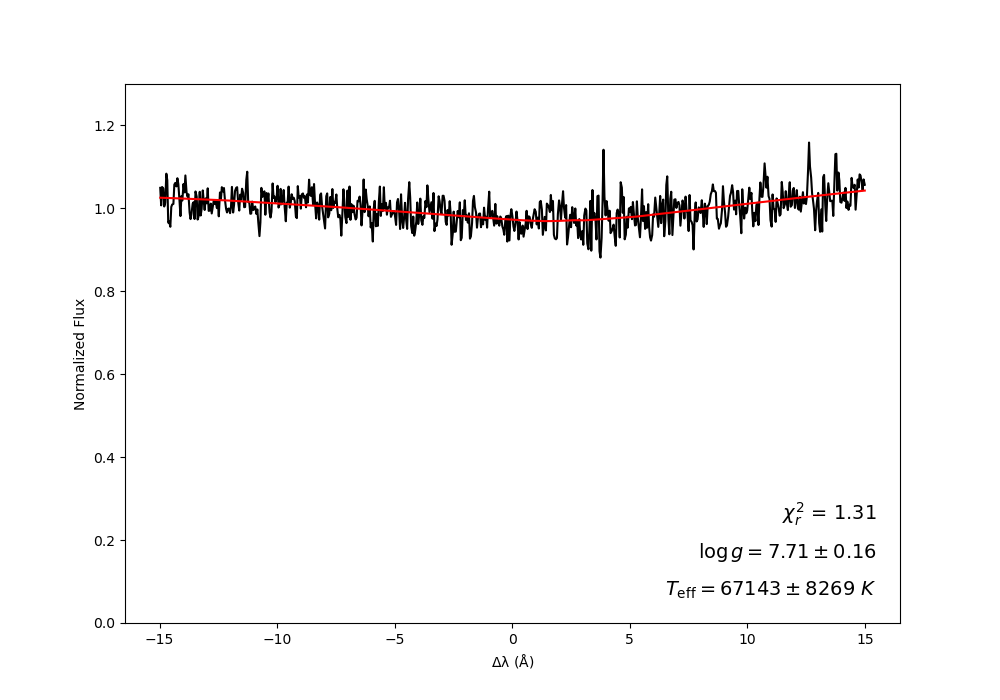 Normalized Flux
1.2
1.0
0.8
0.6
0.4
0.2
0.0
χ²ᵣ = 1.31
log g = 7.71 ± 0.16
T_eff = 67143 ± 8269 K
−15 −10 −5 0 5 10 15
Δλ (Å)